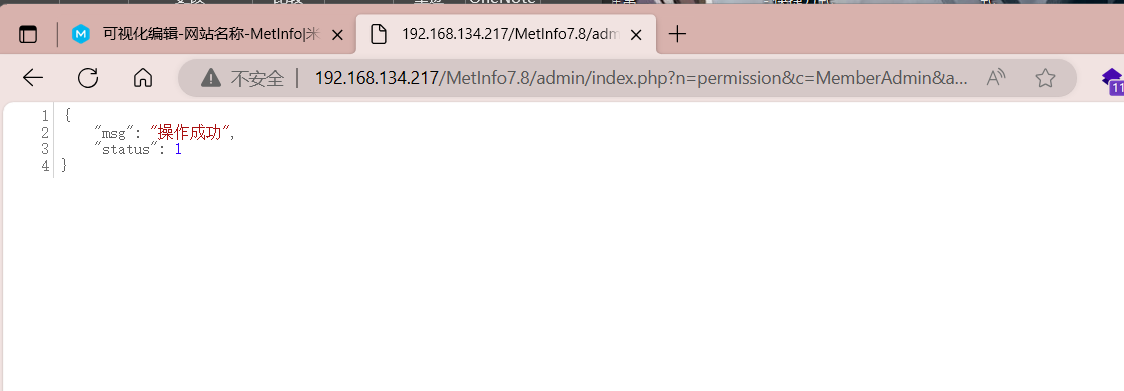 OneNote
可视化编辑-网站名称-MetInfo|米
192.168.134.217/MetInfo7.8/adm
不安全
192.168.134.217/MetInfo7.8/admin/index.php?n=permission&c=MemberAdmin&a...
A
11
1 {
2 "msg": "操作成功",
3 "status": 1
4 }